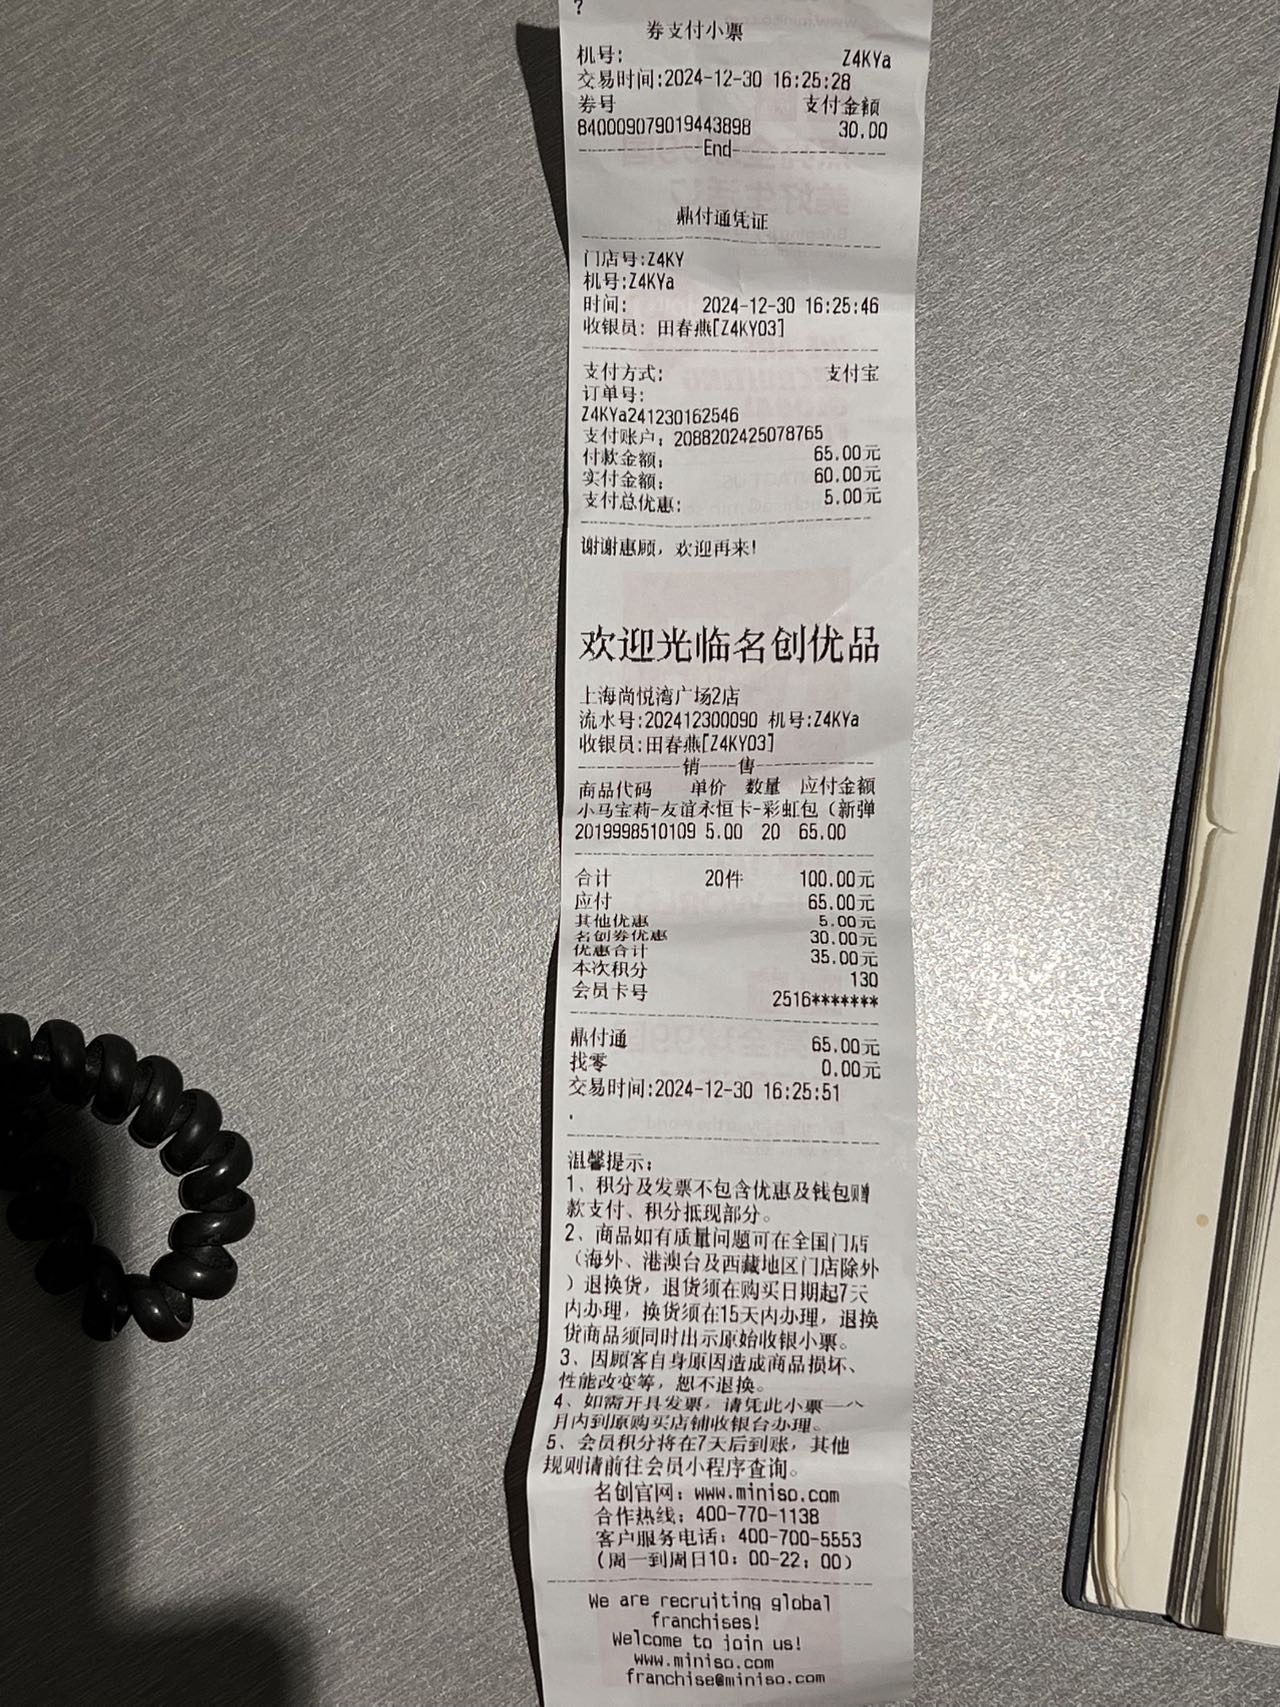 ?
券支付小票
机号: Z4KYa
交易时间:2024-12-30 16:25:28
券号 支付金额
840009079019443898 30.00
End
鼎付通凭证
门店号:Z4KY
机号:Z4KYa
时间: 2024-12-30 16:25:46
收银员: 田春燕[Z4KY03]
支付方式: 支付宝
订单号:
Z4KYa241230162546
支付账户: 2088202425078765
付款金额: 65.00元
实付金额: 60.00元
支付总优惠: 5.00元
谢谢惠顾, 欢迎再来!
欢迎光临名创优品
上海尚悦湾广场2店
流水号:202412300090 机号:Z4KYa
收银员:田春燕[Z4KY03]
销----售
商品代码 单价 数量 应付金额
小马宝莉-友谊永恒卡-彩虹包（新弹
2019998510109 5.00 20 65.00
合计 20件 100.00元
应付 65.00元
其他优惠 5.00元
名创券优惠 30.00元
优惠合计 35.00元
本次积分 130
会员卡号 2516*******
鼎付通 65.00元
找零 0.00元
交易时间:2024-12-30 16:25:51
.
温馨提示:
1、积分及发票不包含优惠及钱包赠
款支付、积分抵现部分。
2、商品如有质量问题可在全国门店
（海外、港澳台及西藏地区门店除外
）退换货，退货须在购买日期起7天
内办理，换货须在15天内办理，退换
货商品须同时出示原始收银小票。
3、因顾客自身原因造成商品损坏、
性能改变等，恕不退换。
4、如需开具发票，请凭此小票一个
月内到原购买店铺收银台办理。
5、会员积分将在7天后到账，其他
规则请前往会员小程序查询。
名创官网: www.miniso.com
合作热线: 400-770-1138
客户服务电话: 400-700-5553
(周一到周日10: 00-22: 00)
We are recruiting global
franchises!
Welcome to join us!
www.miniso.com
franchise@miniso.com